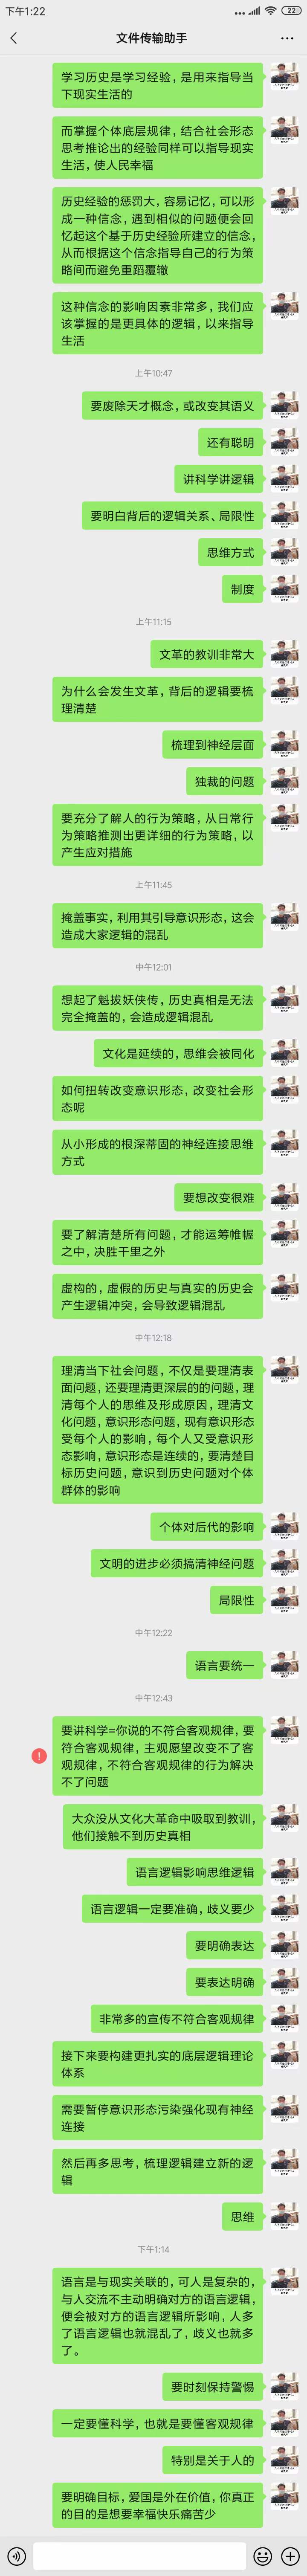 下午1:22
22
文件传输助手
学习历史是学习经验，是用来指导当
下现实生活的
而掌握个体底层规律，结合社会形态
思考推论出的经验同样可以指导现实
生活，使人民幸福
历史经验的惩罚大，容易记忆，可以形
成一种信念，遇到相似的问题便会回
忆起这个基于历史经验所建立的信念，
从而根据这个信念指导自己的行为策
略间而避免重蹈覆辙
这种信念的影响因素非常多，我们应
该掌握的是更具体的逻辑，以来指导
生活
上午10:47
要废除天才概念，或改变其语义
还有聪明
讲科学讲逻辑
要明白背后的逻辑关系、局限性
思维方式
制度
上午11:15
文革的教训非常大
为什么会发生文革，背后的逻辑要梳
理清楚
梳理到神经层面
独裁的问题
要充分了解人的行为策略，从日常行
为策略推测出更详细的行为策略，以
产生应对措施
上午11:45
掩盖事实，利用其引导意识形态，这会
造成大家逻辑的混乱
中午12:01
想起了魁拔妖侠传，历史真相是无法
完全掩盖的，会造成逻辑混乱
文化是延续的，思维会被同化
如何扭转改变意识形态，改变社会形
态呢
从小形成的根深蒂固的神经连接思维
方式
要想改变很难
要了解清楚所有问题，才能运筹帷幄
之中，决胜千里之外
虚构的，虚假的历史与真实的历史会
产生逻辑冲突，会导致逻辑混乱
中午12:18
理清当下社会问题，不仅是要理清表
面问题，还要理清更深层的的问题，理
清每个人的思维及形成原因，理清文
化问题，意识形态问题，现有意识形态
受每个人的影响，每个人又受意识形
态影响，意识形态是连续的，要清楚目
标历史问题，意识到历史问题对个体
群体的影响
个体对后代的影响
文明的进步必须搞清神经问题
局限性
中午12:22
语言要统一
中午12:43
要讲科学=你说的不符合客观规律，要
符合客观规律，主观愿望改变不了客
观规律，不符合客观规律的行为解决
不了问题
大众没从文化大革命中吸取到教训，
他们接触不到历史真相
语言逻辑影响思维逻辑
语言逻辑一定要准确，歧义要少
要明确表达
要表达明确
非常多的宣传不符合客观规律
接下来要构建更扎实的底层逻辑理论
体系
需要暂停意识形态污染强化现有神经
连接
然后再多思考，梳理逻辑建立新的逻
辑
思维
下午1:14
语言是与现实关联的，可人是复杂的，
与人交流不主动明确对方的语言逻辑，
便会被对方的语言逻辑所影响，人多
了语言逻辑也就混乱了，歧义也就多
了。
要时刻保持警惕
一定要懂科学，也就是要懂客观规律
特别是关于人的
要明确目标，爱国是外在价值，你真正
的目的是想要幸福快乐痛苦少